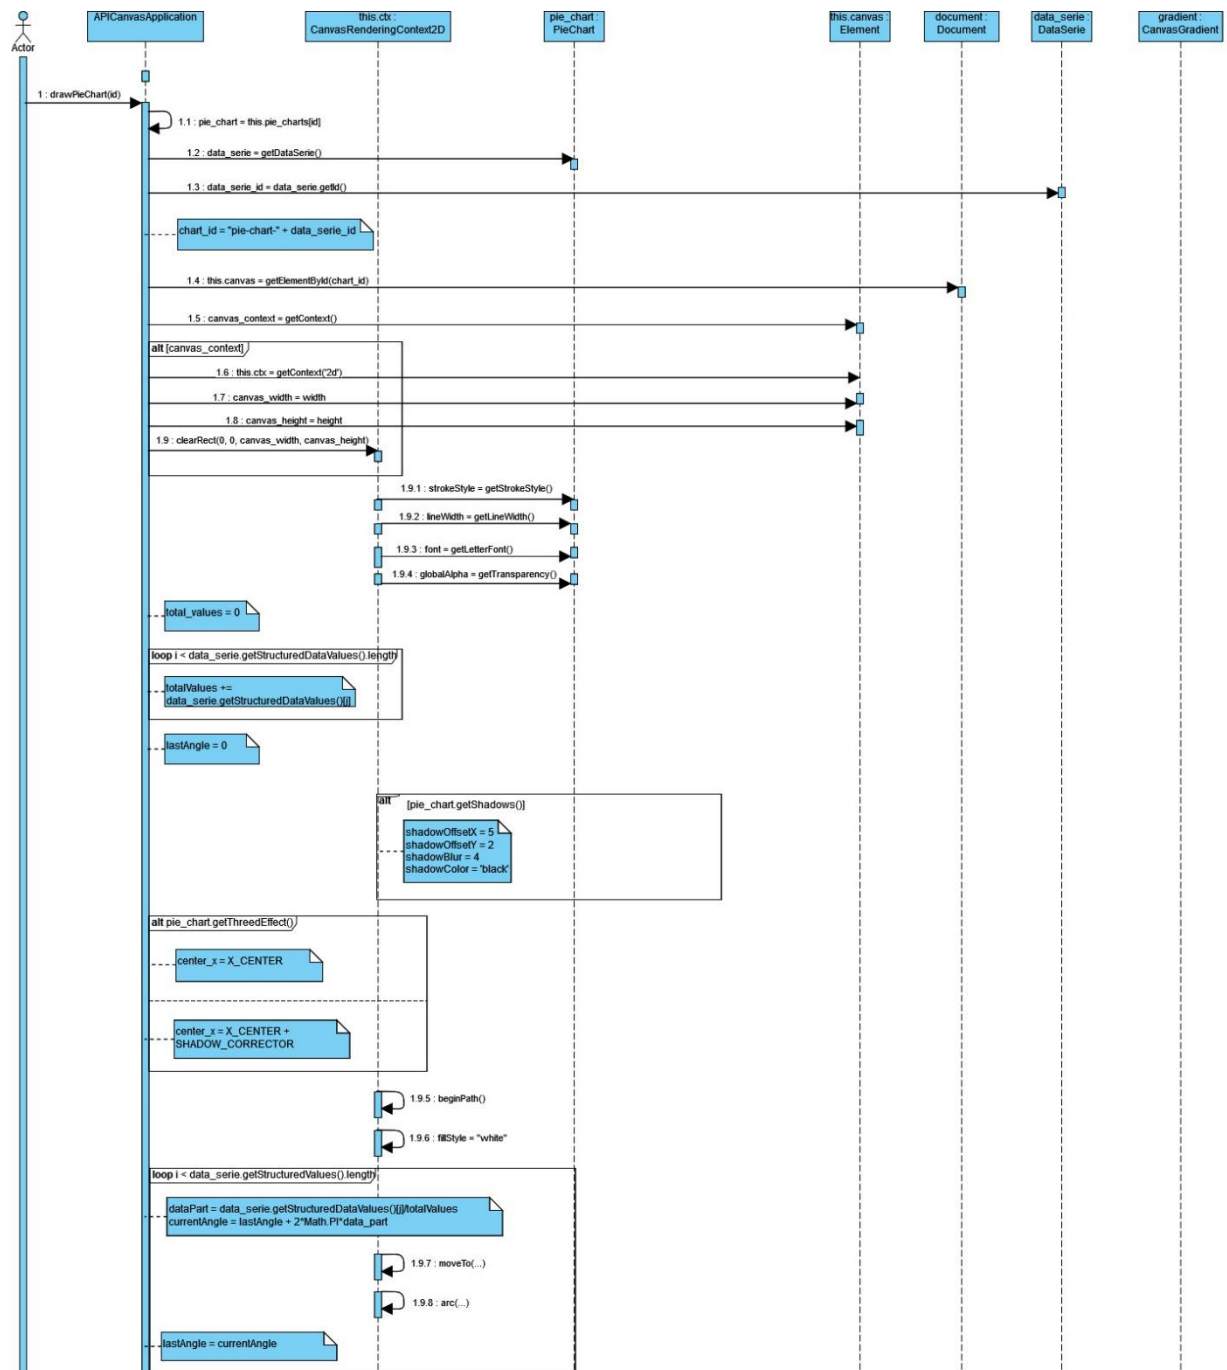 APICanvasApplication
this.ctx :
CanvasRenderingContext2D
pie_chart :
PieChart
this.canvas :
Element
document :
Document
data_serie :
DataSerie
gradient :
CanvasGradient
Actor
1 : drawPieChart(id)
1.1 : pie_chart = this.pie_charts[id]
1.2 : data_serie = getDataSerie()
1.3 : data_serie_id = data_serie.getId()
chart_id = "pie-chart-" + data_serie_id
1.4 : this.canvas = getElementById(chart_id)
1.5 : canvas_context = getContext()
alt [canvas_context]
1.6 : this.ctx = getContext('2d')
1.7 : canvas_width = width
1.8 : canvas_height = height
1.9 : clearRect(0, 0, canvas_width, canvas_height)
1.9.1 : strokeStyle = getStrokeStyle()
1.9.2 : lineWidth = getLineWidth()
1.9.3 : font = getLetterFont()
1.9.4 : globalAlpha = getTransparency()
total_values = 0
loop i < data_serie.getStructuredDataValues().length
totalValues +=
data_serie.getStructuredDataValues()[j]
lastAngle = 0
alt [pie_chart.getShadows()]
shadowOffsetX = 5
shadowOffsetY = 2
shadowBlur = 4
shadowColor = 'black'
alt pie_chart.getThreedEffect()
center_x = X_CENTER
center_x = X_CENTER +
SHADOW_CORRECTOR
1.9.5 : beginPath()
1.9.6 : fillStyle = "white"
loop i < data_serie.getStructuredValues().length
dataPart = data_serie.getStructuredDataValues()[j]/totalValues
currentAngle = lastAngle + 2*Math.PI*data_part
1.9.7 : moveTo(...)
1.9.8 : arc(...)
lastAngle = currentAngle